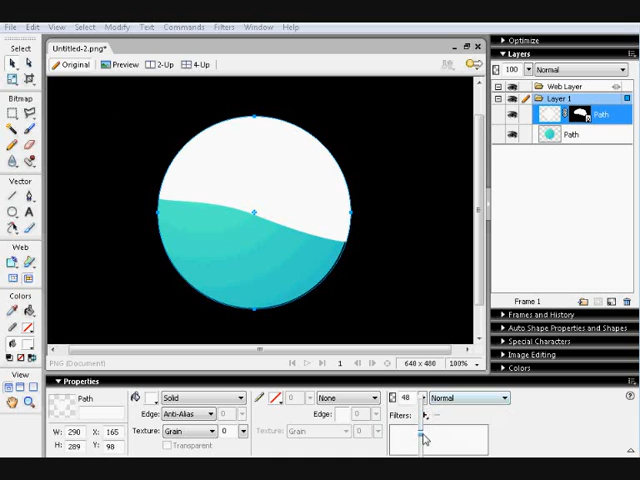 File Edit View Select Modify Text Commands Filters Window Help
Select
Untitled-2.png*
Original Preview 2-Up 4-Up
Bitmap
Vector
Web
Colors
View
Optimize
Layers
100 Normal
Web Layer
Layer 1
Path
Path
Frame 1
Frames and History
Auto Shape Properties and Shapes
Special Characters
Image Editing
Colors
PNG (Document)
1
640 x 480
100%
Properties
Path
Solid
0
None
48
Normal
Edge: Anti-Alias 0
Edge: 0
Filters:
W: 290 X: 165
H: 289 Y: 98
Texture: Grain 0
Texture: Grain 0
Transparent